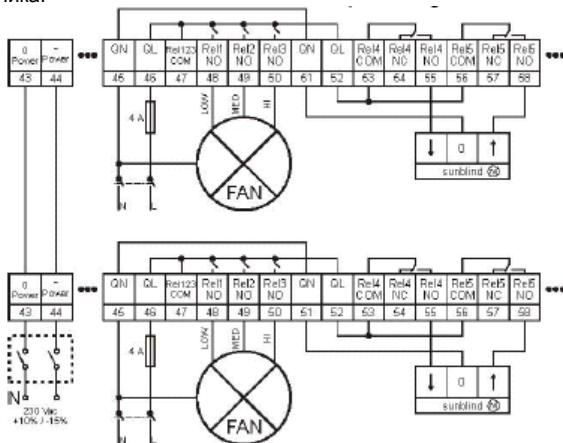 0 Power
~ Power
QN
QL
Rel123 COM
Rel1 NO
Rel2 NO
Rel3 NO
QN
QL
Rel4 COM
Rel4 NC
Rel4 NO
Rel5 COM
Rel5 NC
Rel5 NO
43 44 45 46 47 48 49 50 51 52 53 54 55 56 57 58
4 A
LOW
MED
HI
FAN
N L
↓ 0 ↑
sunblind M
0 Power
~ Power
QN
QL
Rel123 COM
Rel1 NO
Rel2 NO
Rel3 NO
QN
QL
Rel4 COM
Rel4 NC
Rel4 NO
Rel5 COM
Rel5 NC
Rel5 NO
43 44 45 46 47 48 49 50 51 52 53 54 55 56 57 58
4 A
LOW
MED
HI
FAN
N L
↓ 0 ↑
sunblind M
N
230 Vac
+10% / -15%